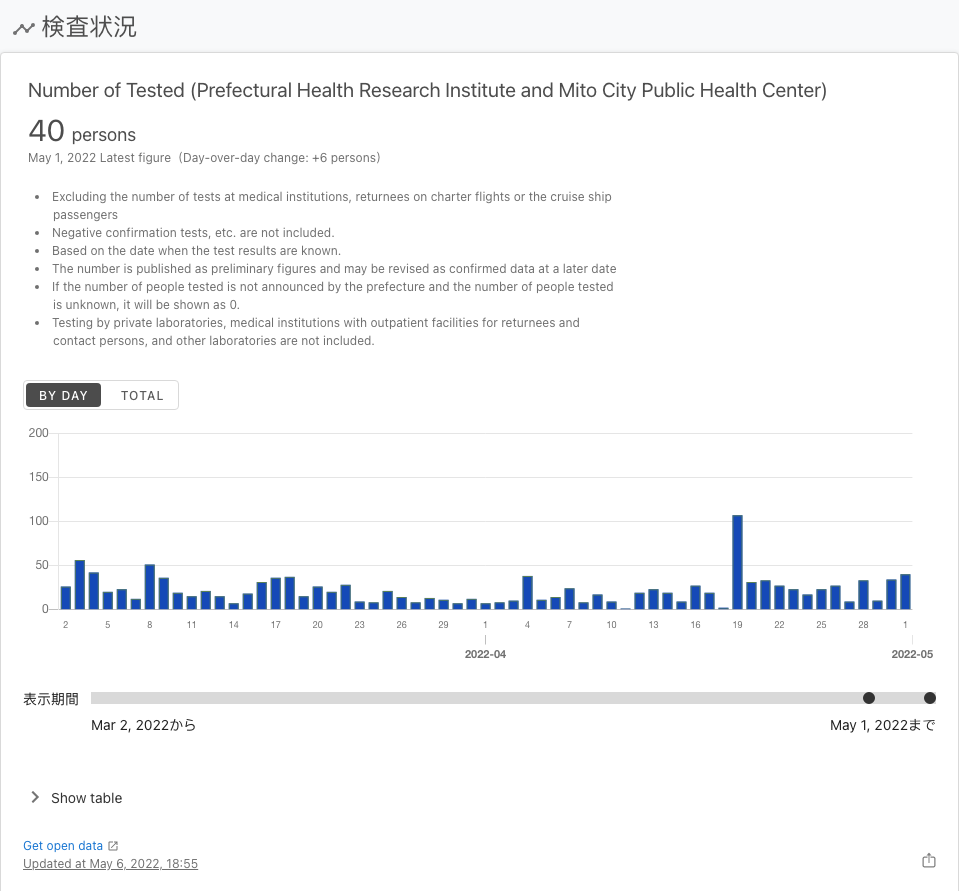 検査状況
Number of Tested (Prefectural Health Research Institute and Mito City Public Health Center)
40 persons
May 1, 2022 Latest figure (Day-over-day change: +6 persons)
• Excluding the number of tests at medical institutions, returnees on charter flights or the cruise ship
passengers
• Negative confirmation tests, etc. are not included.
• Based on the date when the test results are known.
• The number is published as preliminary figures and may be revised as confirmed data at a later date
• If the number of people tested is not announced by the prefecture and the number of people tested
is unknown, it will be shown as 0.
• Testing by private laboratories, medical institutions with outpatient facilities for returnees and
contact persons, and other laboratories are not included.
BY DAY TOTAL
200
150
100
50
0
2 5 8 11 14 17 20 23 26 29 1 4 7 10 13 16 19 22 25 28 1
2022-04 2022-05
表示期間
Mar 2, 2022から May 1, 2022まで
Show table
Get open data
Updated at May 6, 2022, 18:55